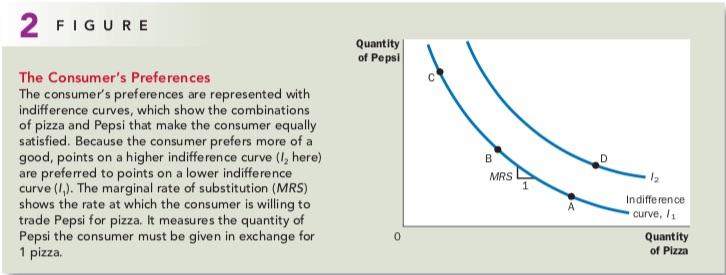 2 FIGURE
The Consumer's Preferences
The consumer's preferences are represented with
indifference curves, which show the combinations
of pizza and Pepsi that make the consumer equally
satisfied. Because the consumer prefers more of a
good, points on a higher indifference curve (I₂ here)
are preferred to points on a lower indifference
curve (I₁). The marginal rate of substitution (MRS)
shows the rate at which the consumer is willing to
trade Pepsi for pizza. It measures the quantity of
Pepsi the consumer must be given in exchange for
1 pizza.
Quantity
of Pepsi
C
B
D
MRS
1
I₂
A
Indifference
curve, I₁
0
Quantity
of Pizza